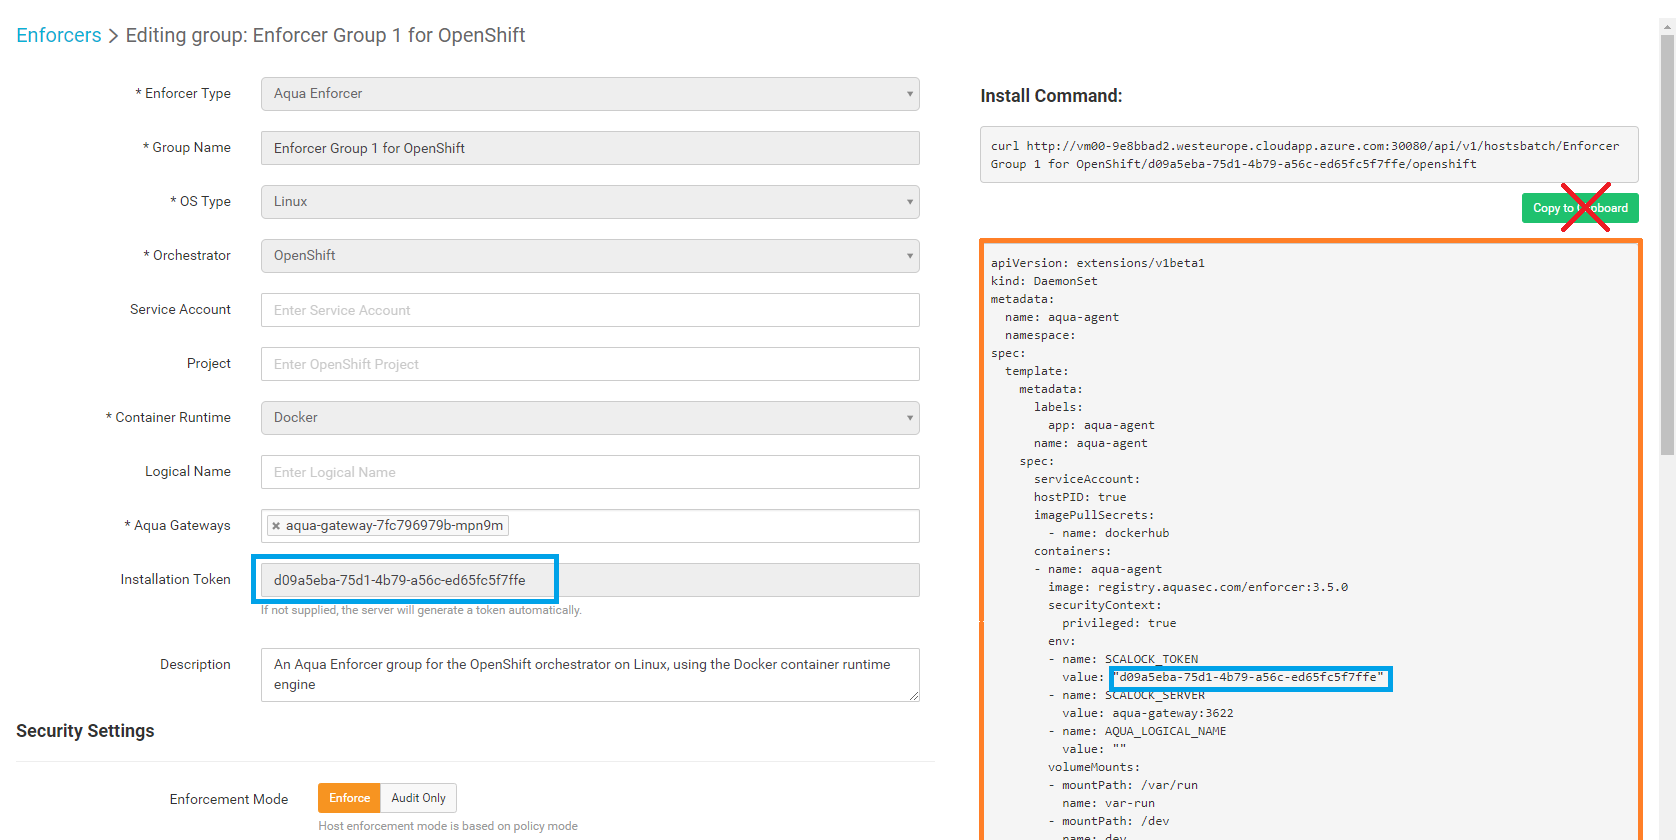 Enforcers > Editing group: Enforcer Group 1 for OpenShift
* Enforcer Type
Aqua Enforcer
* Group Name
Enforcer Group 1 for OpenShift
* OS Type
Linux
* Orchestrator
OpenShift
Service Account
Enter Service Account
Project
Enter OpenShift Project
* Container Runtime
Docker
Logical Name
Enter Logical Name
* Aqua Gateways
× aqua-gateway-7fc796979b-mpn9m
Installation Token
d09a5eba-75d1-4b79-a56c-ed65fc5f7ffe
If not supplied, the server will generate a token automatically.
Description
An Aqua Enforcer group for the OpenShift orchestrator on Linux, using the Docker container runtime
engine
Security Settings
Enforcement Mode
Enforce
Audit Only
Host enforcement mode is based on policy mode
Install Command:
curl http://vm00-9e8bbad2.westeurope.cloudapp.azure.com:30080/api/v1/hostsbatch/Enforcer
Group 1 for OpenShift/d09a5eba-75d1-4b79-a56c-ed65fc5f7ffe/openshift
Copy to Clipboard
apiVersion: extensions/v1beta1
kind: DaemonSet
metadata:
  name: aqua-agent
  namespace:
spec:
  template:
    metadata:
      labels:
        app: aqua-agent
      name: aqua-agent
    spec:
      serviceAccount:
      hostPID: true
      imagePullSecrets:
        - name: dockerhub
      containers:
      - name: aqua-agent
        image: registry.aquasec.com/enforcer:3.5.0
        securityContext:
          privileged: true
        env:
        - name: SCALOCK_TOKEN
          value: "d09a5eba-75d1-4b79-a56c-ed65fc5f7ffe"
        - name: SCALOCK_SERVER
          value: aqua-gateway:3622
        - name: AQUA_LOGICAL_NAME
          value: ""
        volumeMounts:
        - mountPath: /var/run
          name: var-run
        - mountPath: /dev
          name: dev